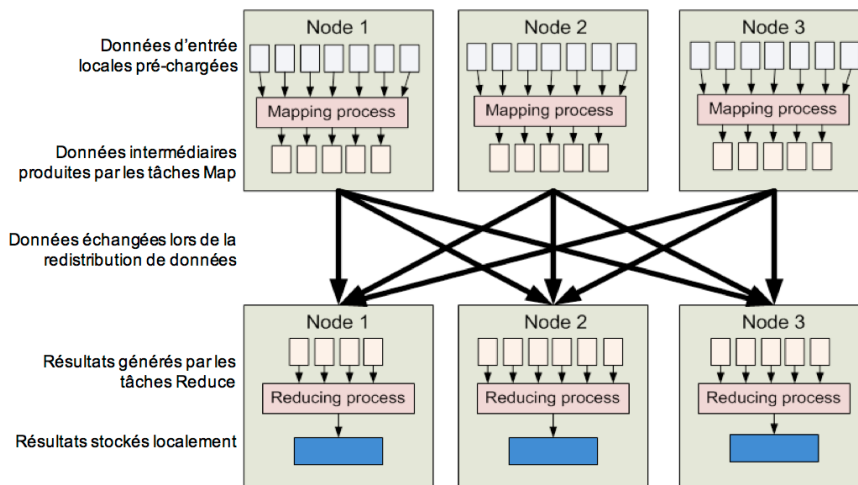 Node 1
Node 2
Node 3
Données d'entrée
locales pré-chargées
Mapping process
Mapping process
Mapping process
Données intermédiaires
produites par les tâches Map
Données échangées lors de la
redistribution de données
Node 1
Node 2
Node 3
Résultats générés par les
tâches Reduce
Reducing process
Reducing process
Reducing process
Résultats stockés localement